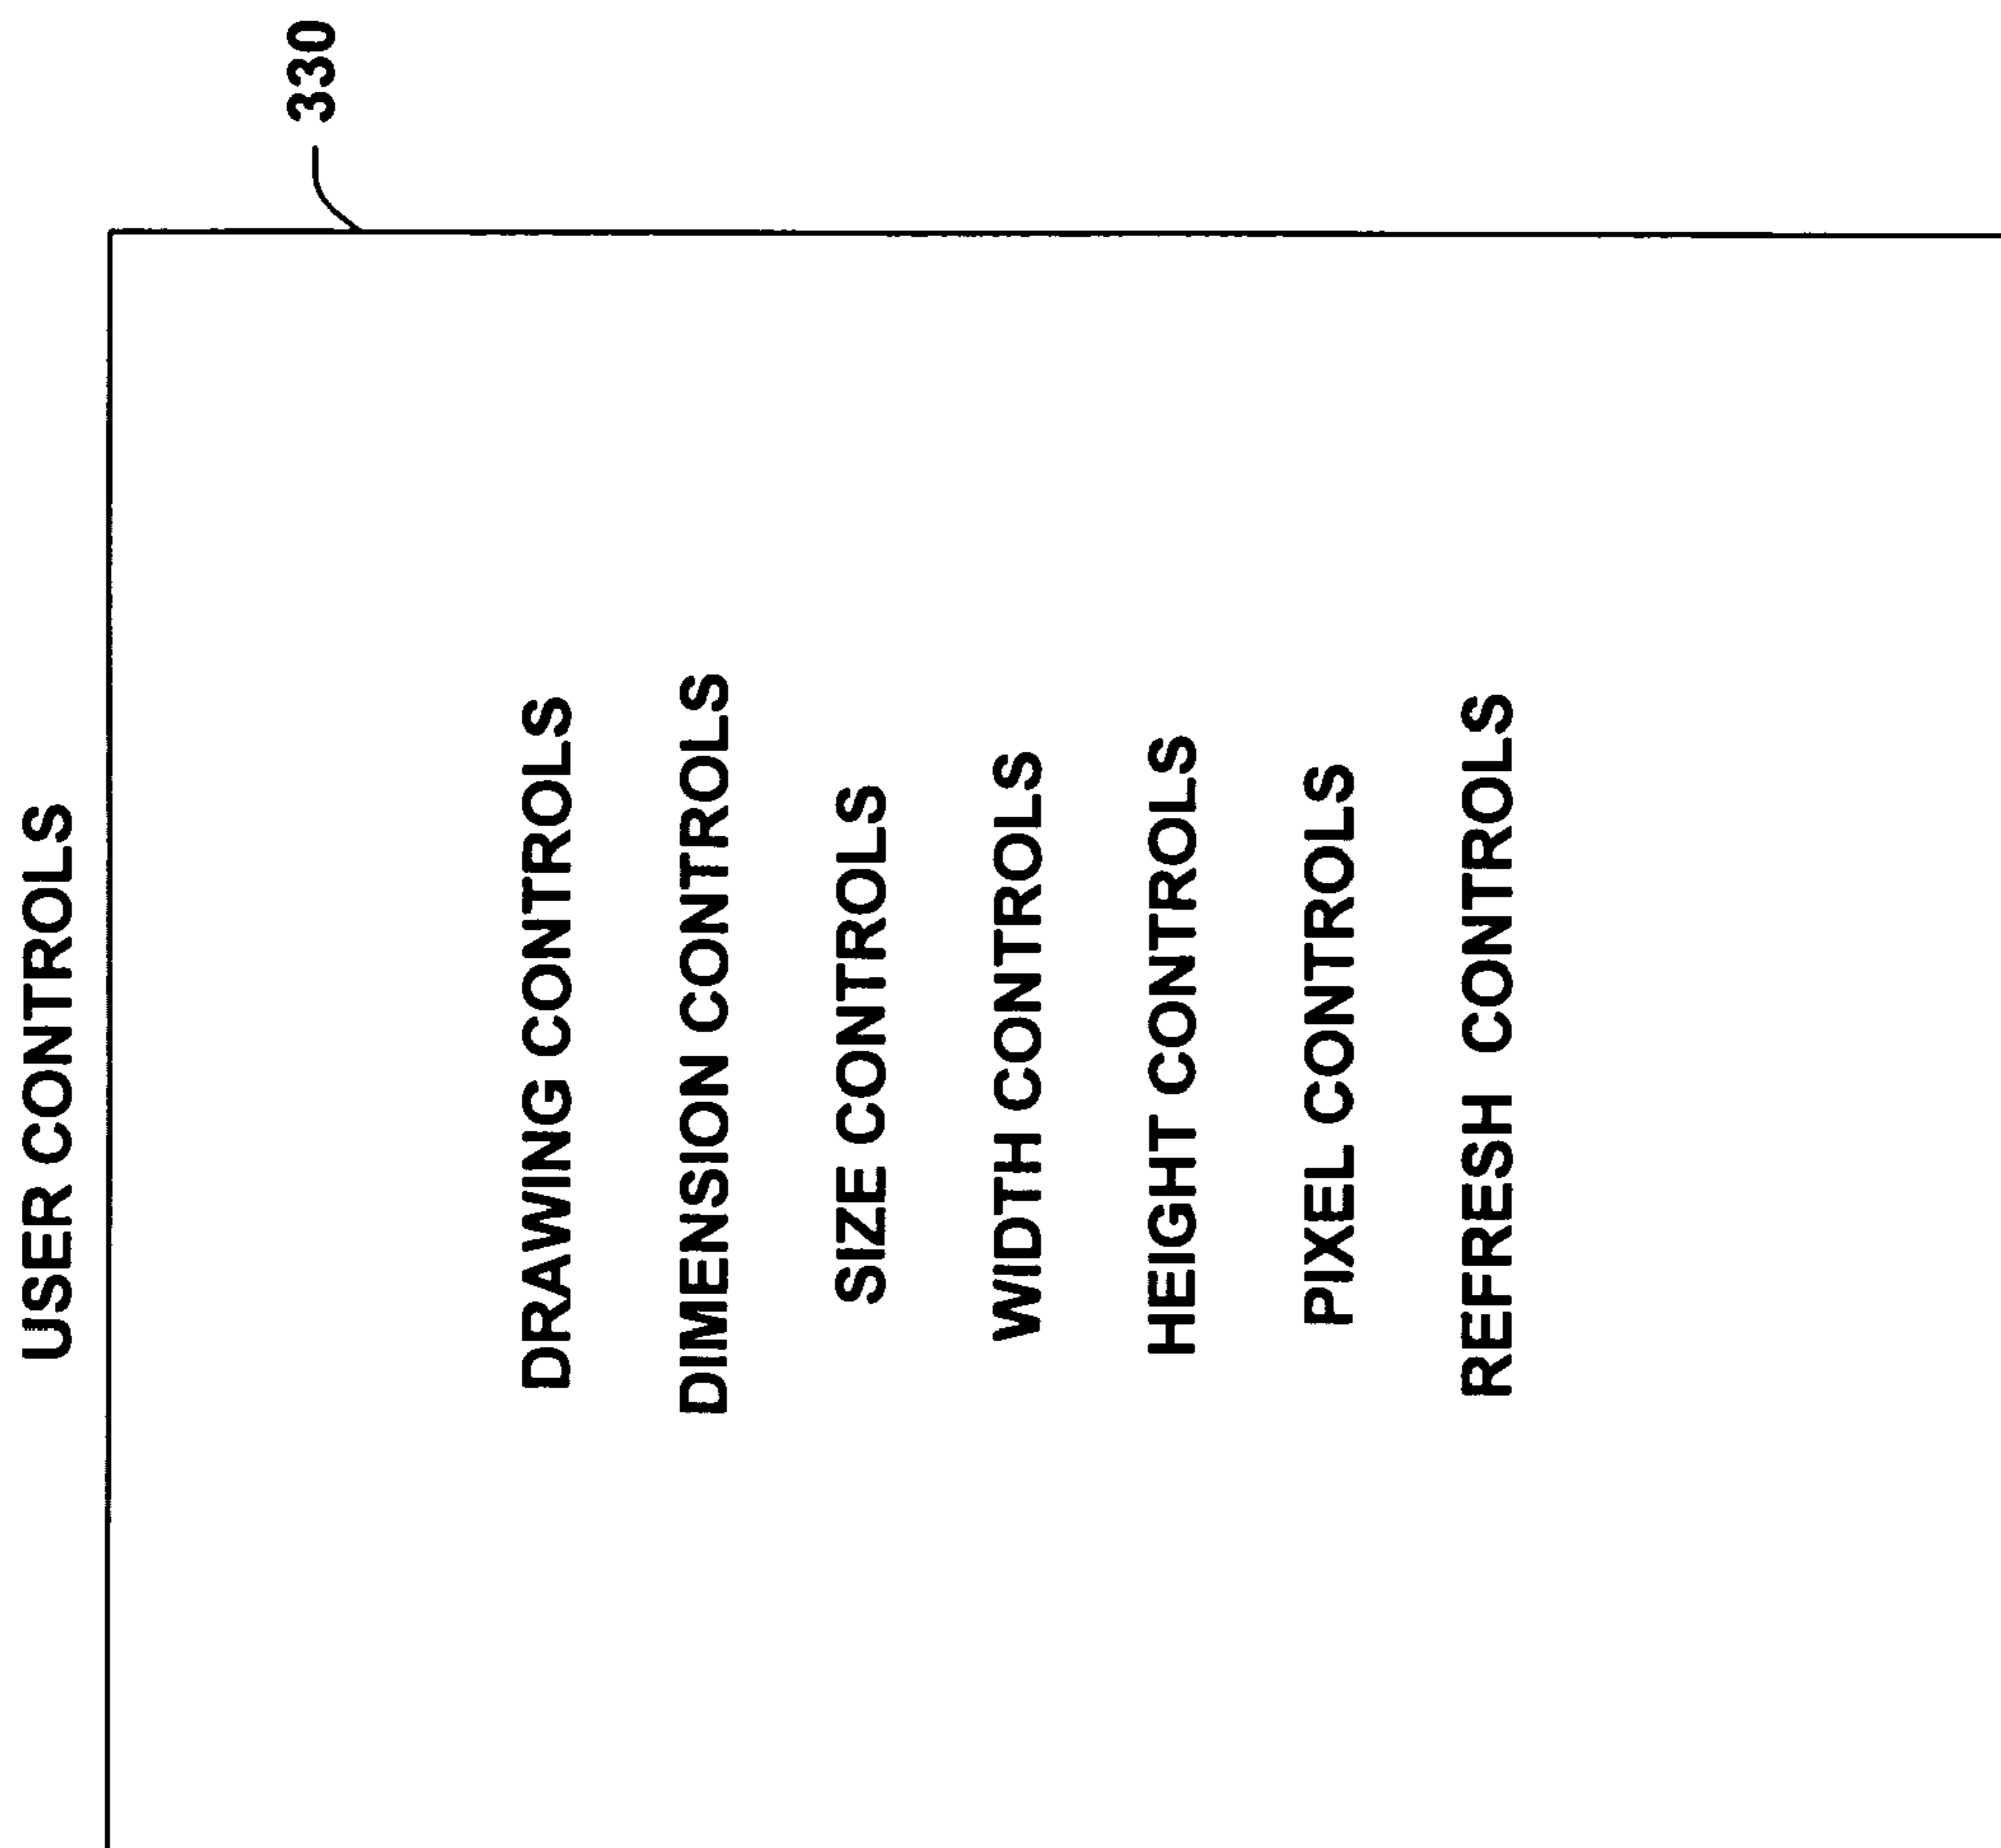 USER CONTROLS
330
DRAWING CONTROLS
DIMENSION CONTROLS
SIZE CONTROLS
WIDTH CONTROLS
HEIGHT CONTROLS
PIXEL CONTROLS
REFRESH CONTROLS